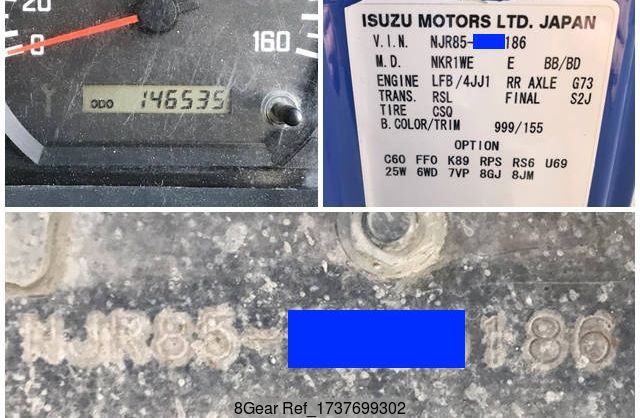 20
0
160
ODO 146535
ISUZU MOTORS LTD. JAPAN
V.I.N. NJR85- 186
M.D. NKR1WE E BB/BD
ENGINE LFB/4JJ1 RR AXLE G73
TRANS. RSL FINAL S2J
TIRE CSQ
B.COLOR/TRIM 999/155
OPTION
C60 FF0 K89 RPS RS6 U69
25W 6WD 7VP 8GJ 8JM
NJR85- 186
8Gear Ref_1737699302